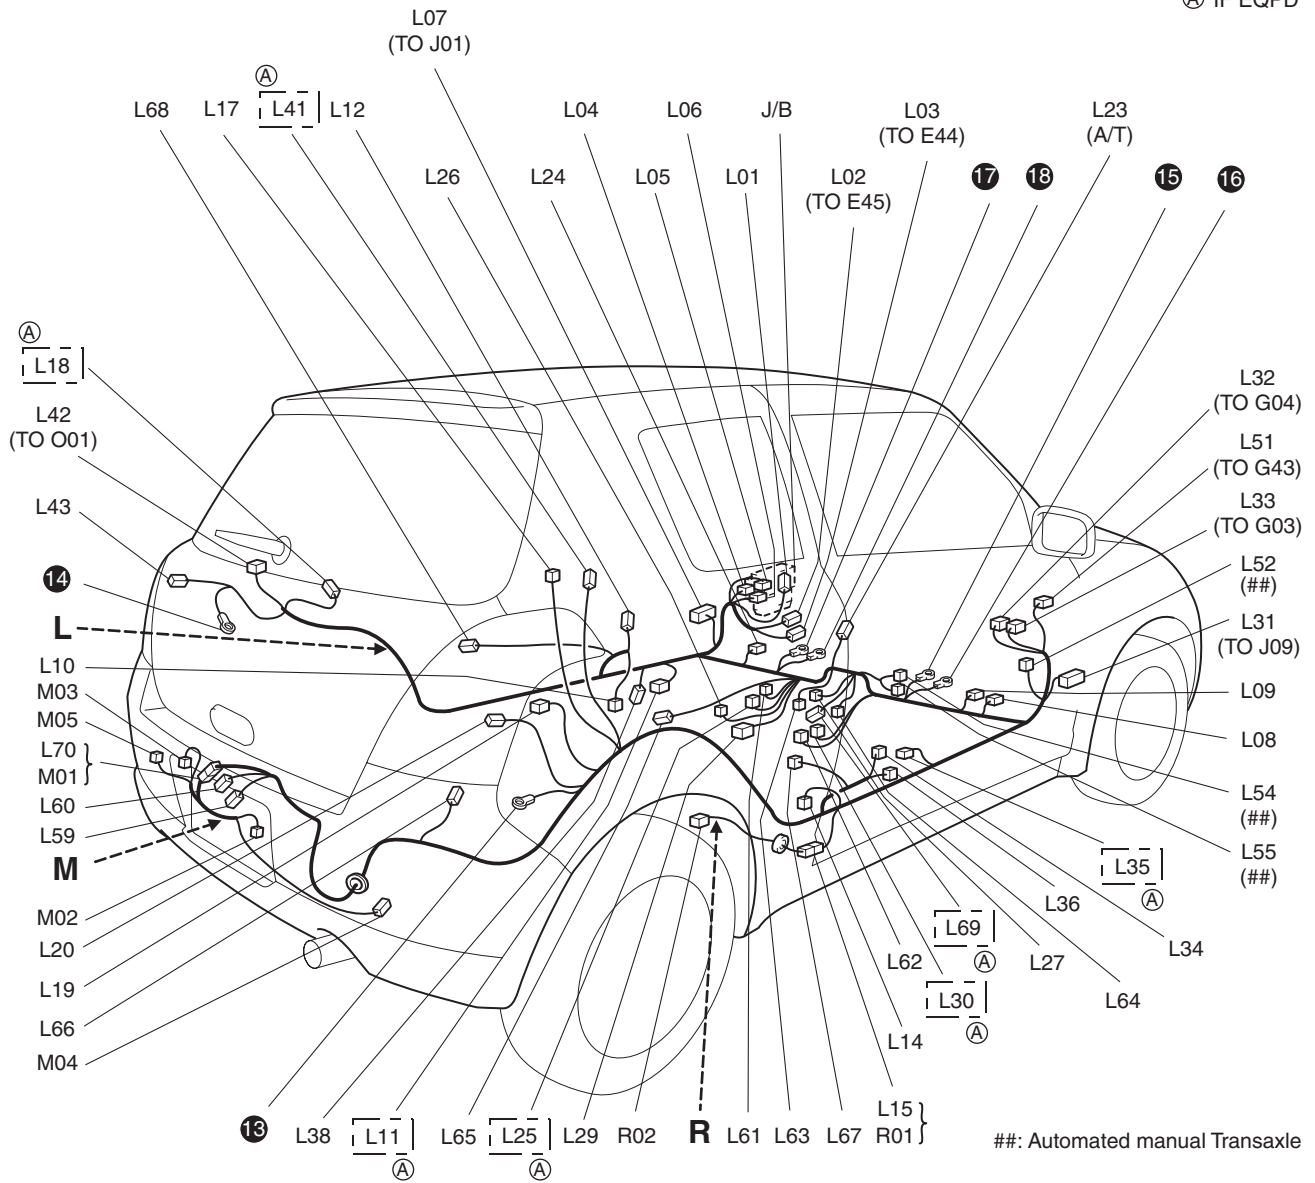 Ⓐ IF EQPD
L07
(TO J01)
Ⓐ
L68
L17
L41
L12
L04
L06
J/B
L03
(TO E44)
L23
(A/T)
L26
L24
L05
L01
L02
(TO E45)
17
18
15
16
Ⓐ
L18
L42
(TO O01)
L43
14
L
L10
M03
M05
L70
M01
L60
L59
M
M02
L20
L19
L66
M04
L32
(TO G04)
L51
(TO G43)
L33
(TO G03)
L52
(##)
L31
(TO J09)
L09
L08
L54
(##)
L55
(##)
L35
Ⓐ
L36
L34
L69
Ⓐ
L62
L27
L30
Ⓐ
L64
L14
13
L38
L11
Ⓐ
L65
L25
Ⓐ
L29
R02
R
L61
L63
L67
L15
R01
##: Automated manual Transaxle